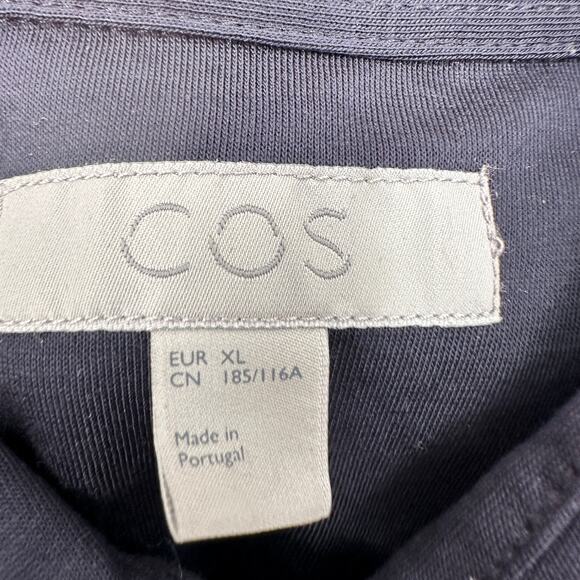 COS
EUR XL
CN 185/116A
Made in
Portugal